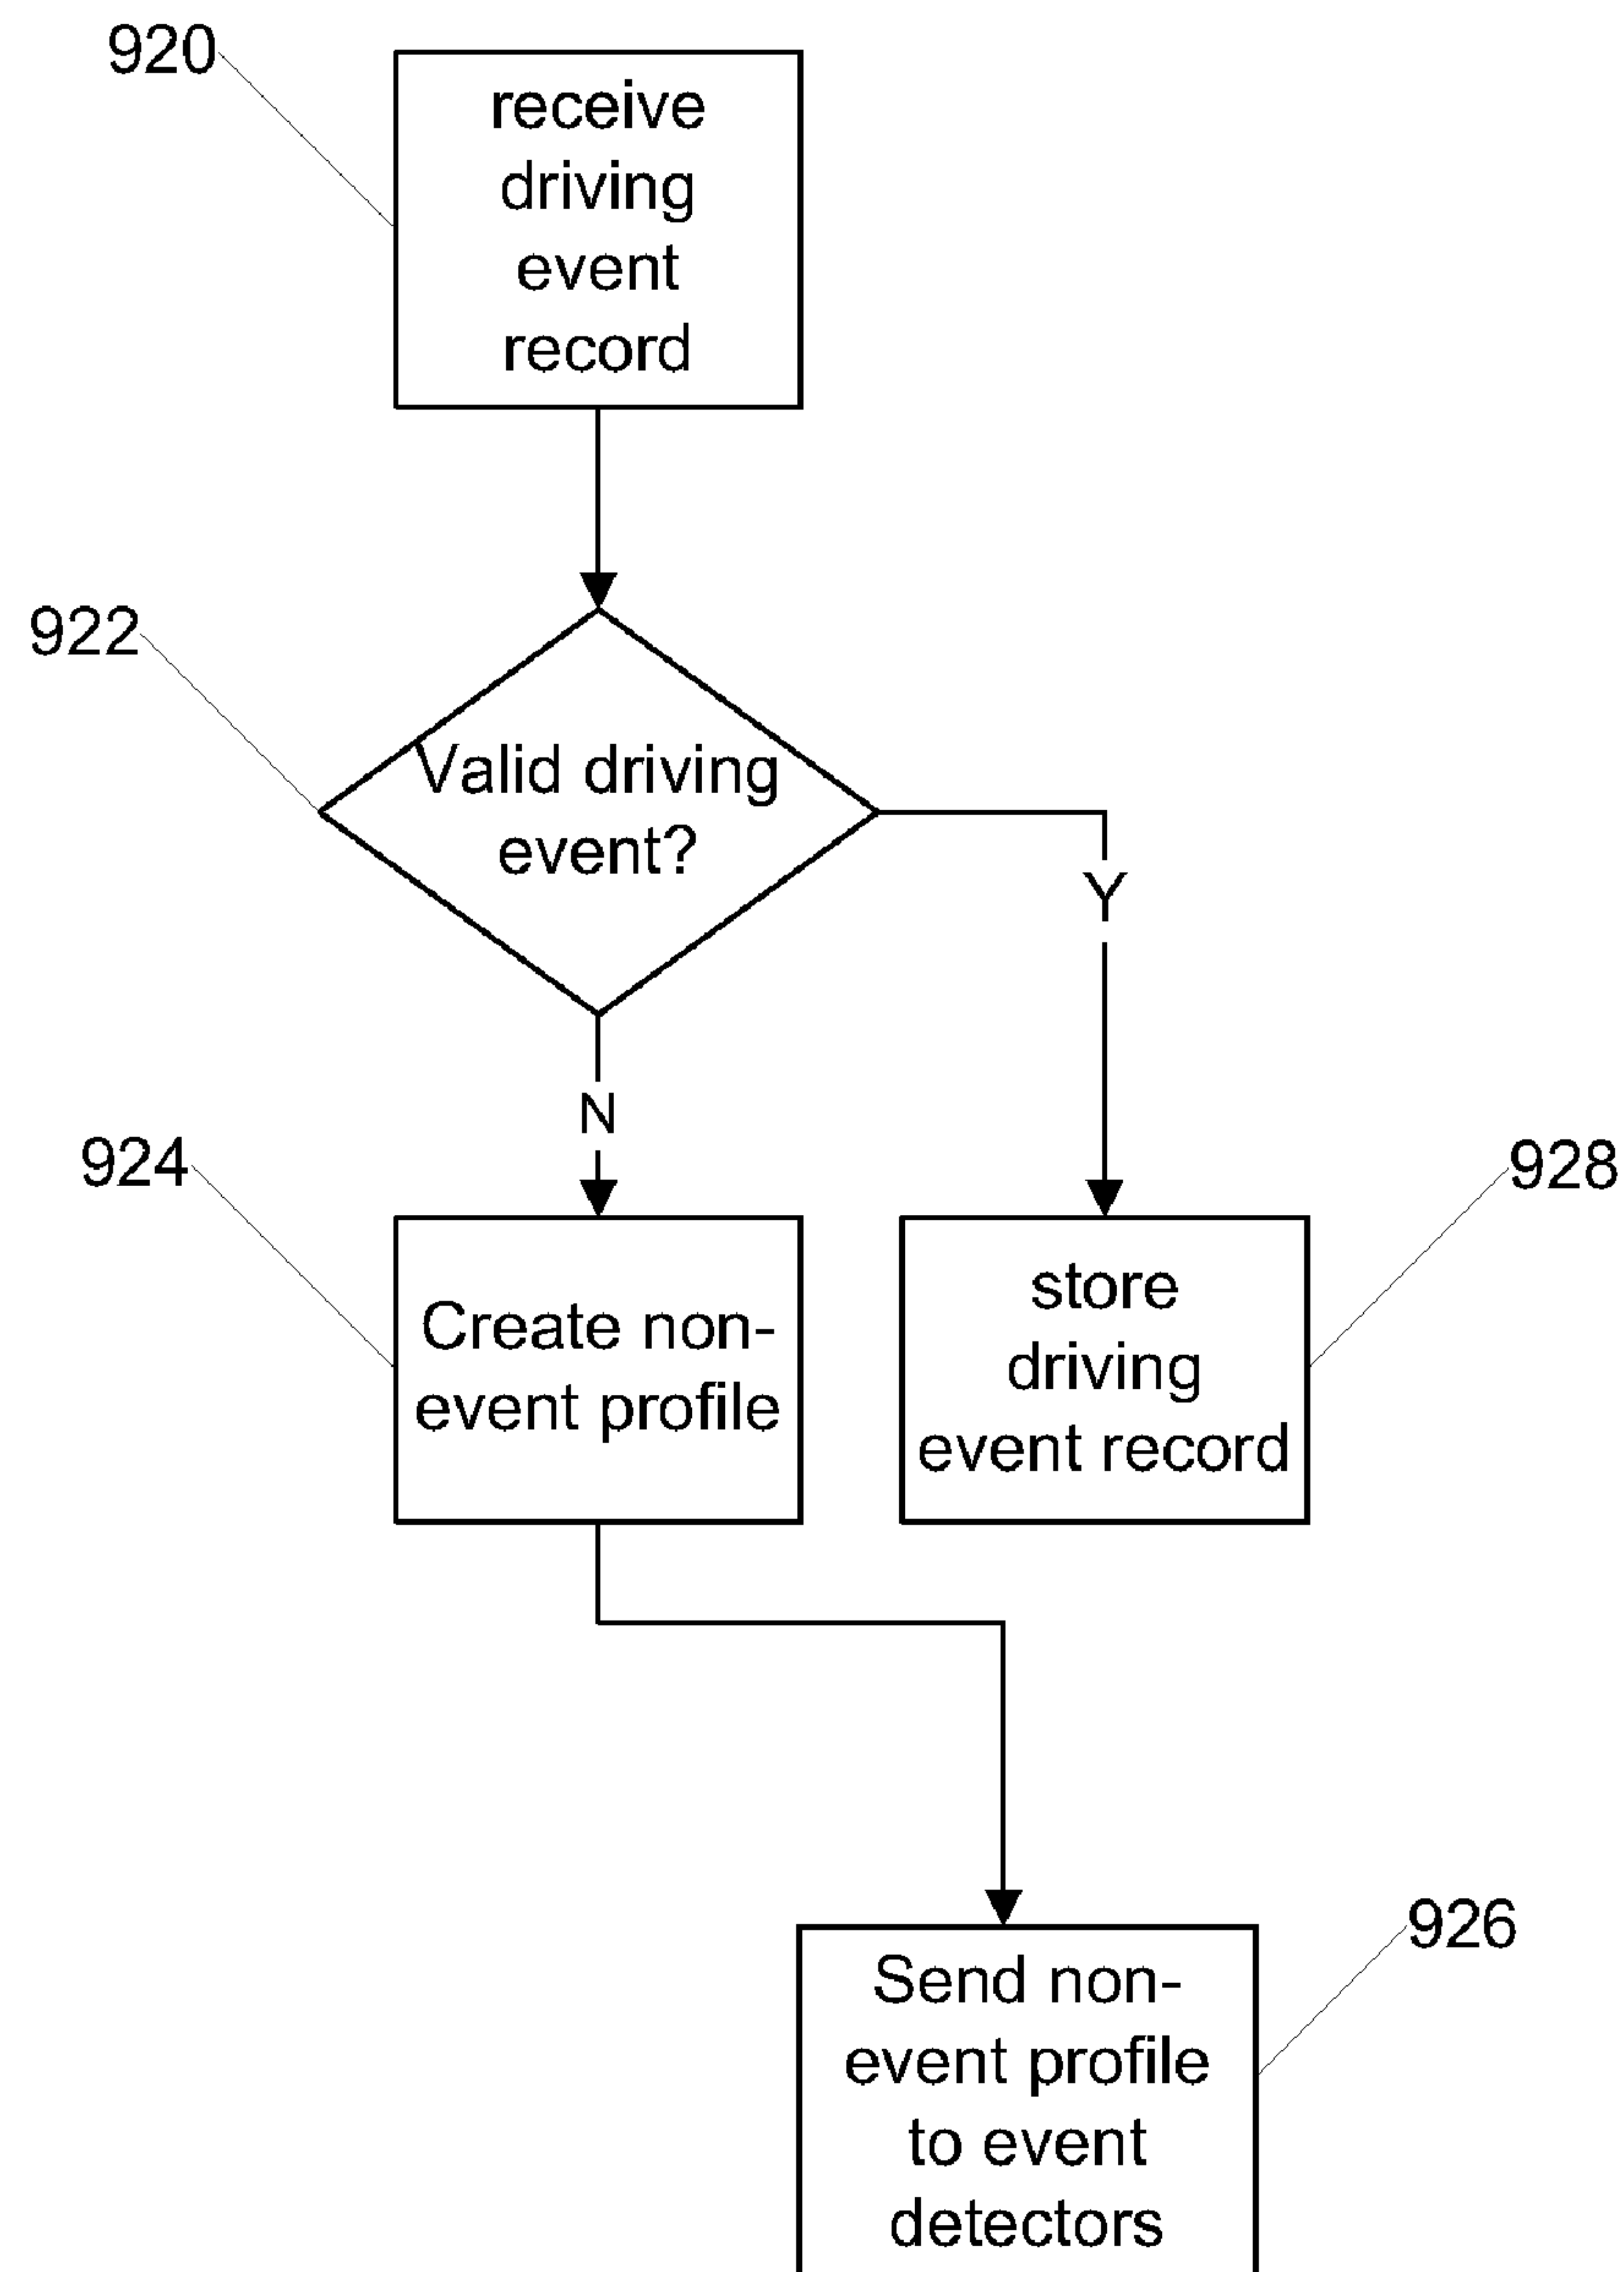 920
receive
driving
event
record
922
Valid driving
event?
Y
N
924
Create non-
event profile
928
store
driving
event record
926
Send non-
event profile
to event
detectors